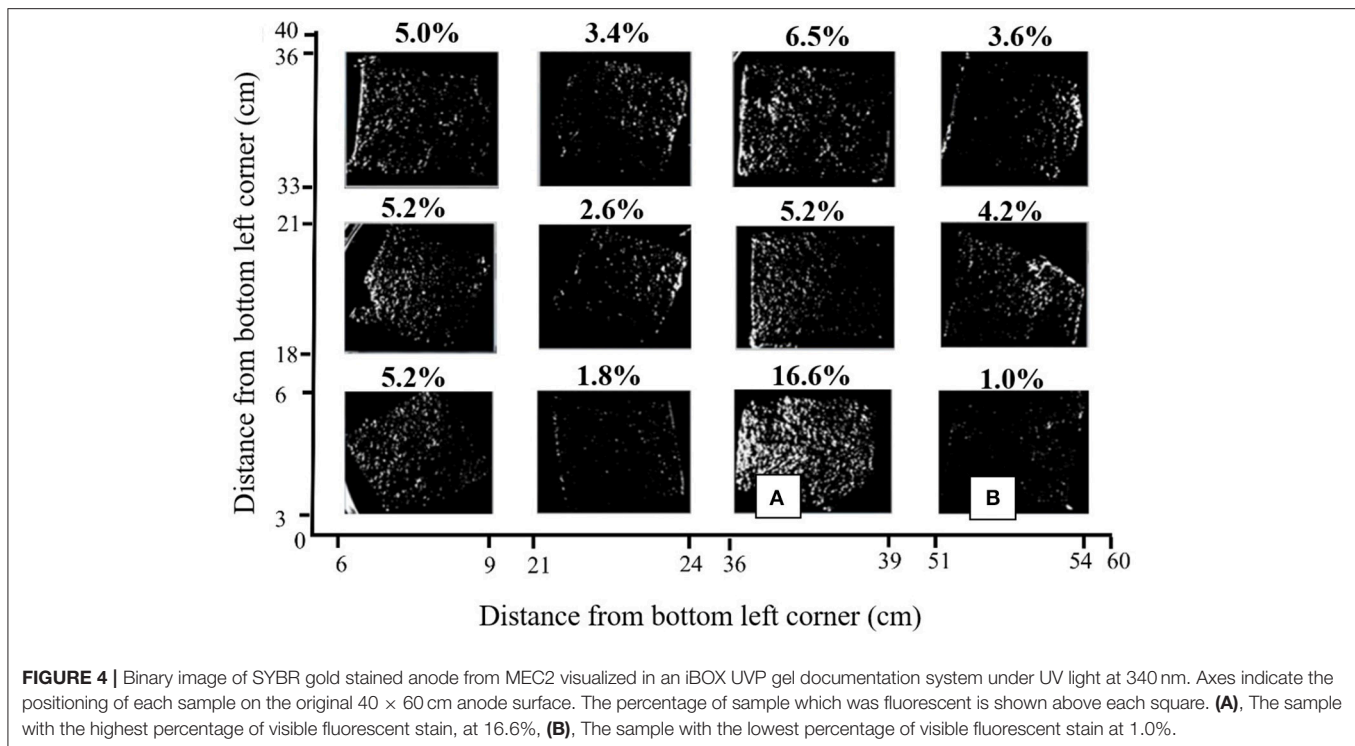 40
5.0% 3.4% 6.5% 3.6%
36
33
5.2% 2.6% 5.2% 4.2%
21
18
5.2% 1.8% 16.6% 1.0%
6
A B
3
0
6 9 21 24 36 39 51 54 60
Distance from bottom left corner (cm)
Distance from bottom left corner (cm)
FIGURE 4 | Binary image of SYBR gold stained anode from MEC2 visualized in an iBOX UVP gel documentation system under UV light at 340 nm. Axes indicate the
positioning of each sample on the original 40 × 60 cm anode surface. The percentage of sample which was fluorescent is shown above each square. (A), The sample
with the highest percentage of visible fluorescent stain, at 16.6%, (B), The sample with the lowest percentage of visible fluorescent stain at 1.0%.